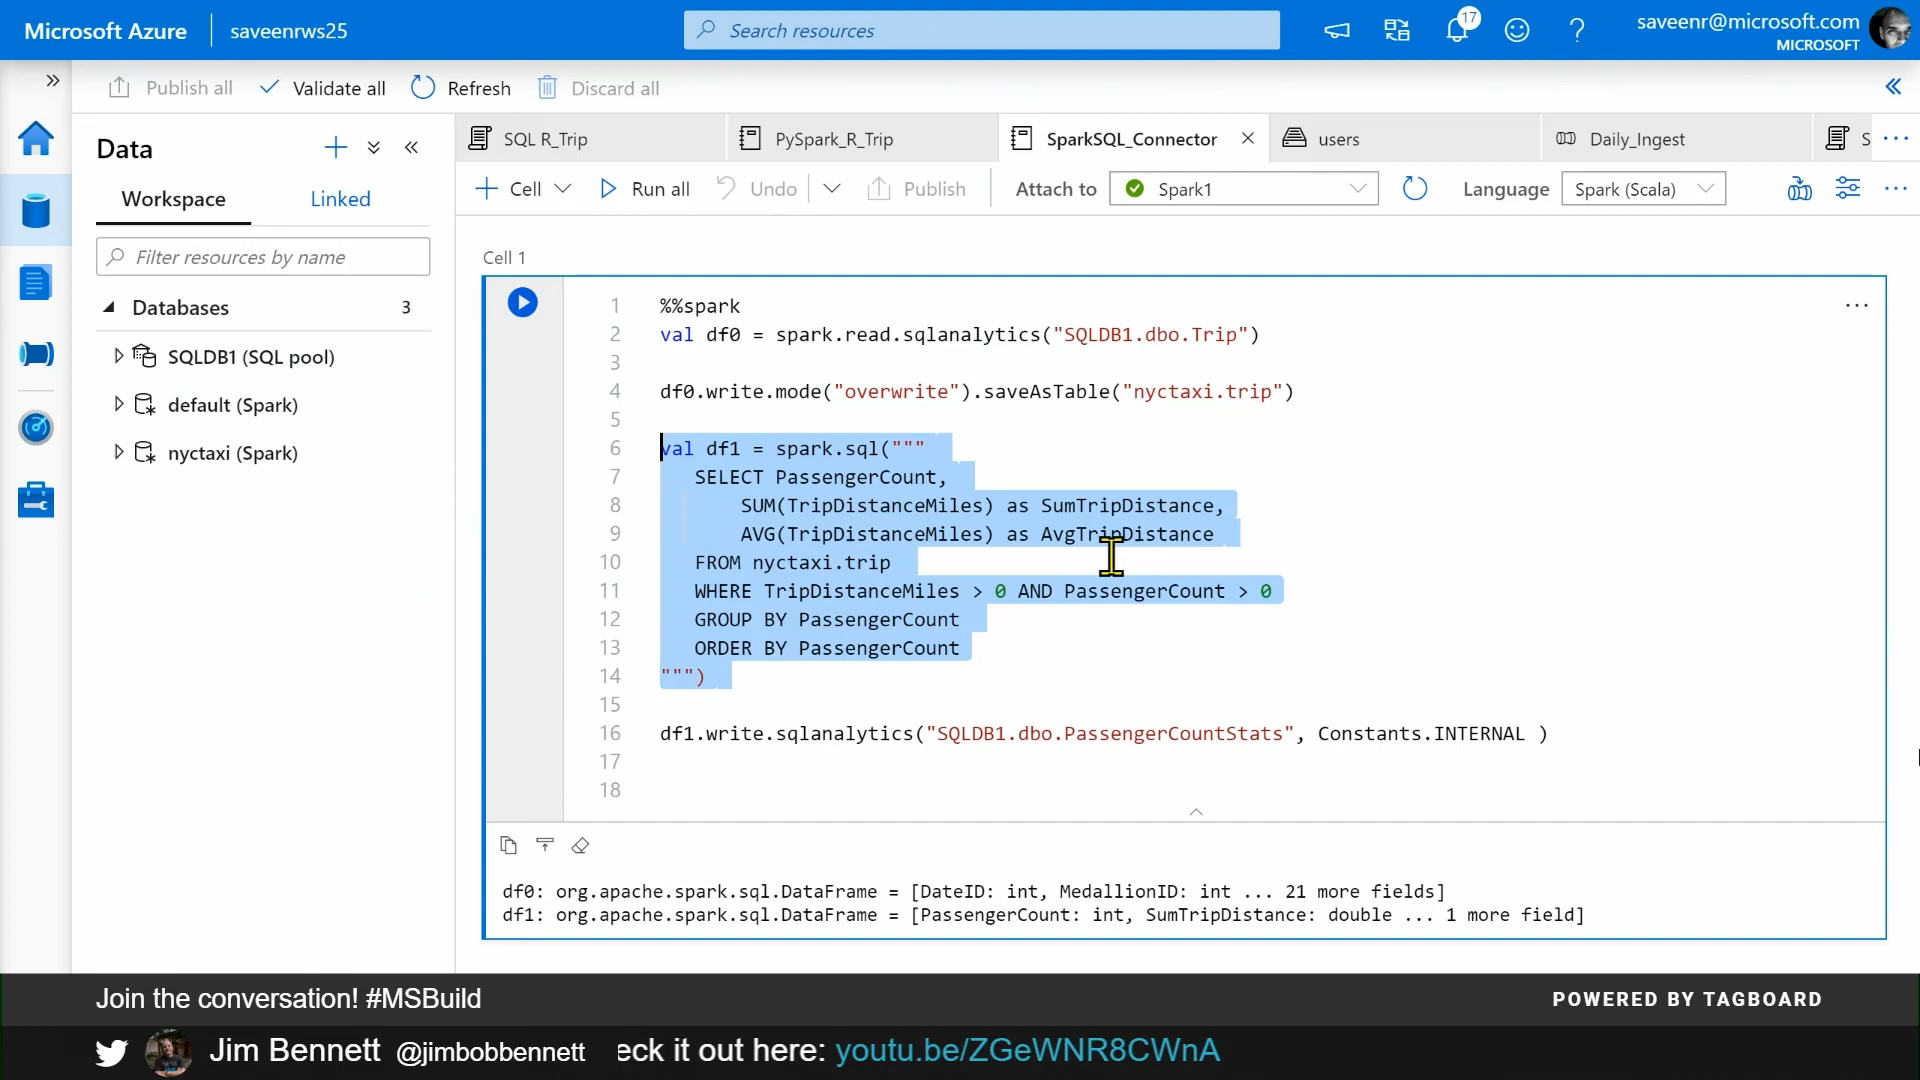 Microsoft Azure
saveenrws25
Search resources
17
saveenr@microsoft.com
MICROSOFT
Publish all
Validate all
Refresh
Discard all
Data
Workspace
Linked
Filter resources by name
Databases 3
SQLDB1 (SQL pool)
default (Spark)
nyctaxi (Spark)
SQL R_Trip
PySpark_R_Trip
SparkSQL_Connector
users
Daily_Ingest
S
Cell
Run all
Undo
Publish
Attach to
Spark1
Language
Spark (Scala)
Cell 1
1 %%spark
2 val df0 = spark.read.sqlanalytics("SQLDB1.dbo.Trip")
3
4 df0.write.mode("overwrite").saveAsTable("nyctaxi.trip")
5
6 val df1 = spark.sql("""
7 SELECT PassengerCount,
8 SUM(TripDistanceMiles) as SumTripDistance,
9 AVG(TripDistanceMiles) as AvgTripDistance
10 FROM nyctaxi.trip
11 WHERE TripDistanceMiles > 0 AND PassengerCount > 0
12 GROUP BY PassengerCount
13 ORDER BY PassengerCount
14 """)
15
16 df1.write.sqlanalytics("SQLDB1.dbo.PassengerCountStats", Constants.INTERNAL )
17
18
df0: org.apache.spark.sql.DataFrame = [DateID: int, MedallionID: int ... 21 more fields]
df1: org.apache.spark.sql.DataFrame = [PassengerCount: int, SumTripDistance: double ... 1 more field]
Join the conversation! #MSBuild
POWERED BY TAGBOARD
Jim Bennett @jimbobbennett eck it out here: youtu.be/ZGeWNR8CWnA